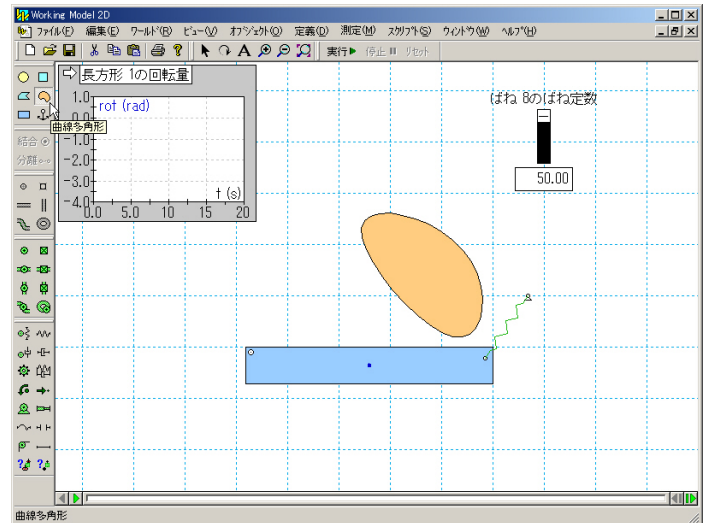 Working Model 2D
ファイル(F) 編集(E) ワールド(R) ビュー(V) オブジェクト(O) 定義(D) 測定(M) スクリプト(S) ウィンドウ(W) ヘルプ(H)
実行 停止 リセット
長方形 1の回転量
rot (rad)
1.0
0.0
-1.0
-2.0
-3.0
-4.0
t (s)
0.0 5.0 10 15 20
曲線多角形
結合
分離
ばね 8のばね定数
50.00
曲線多角形